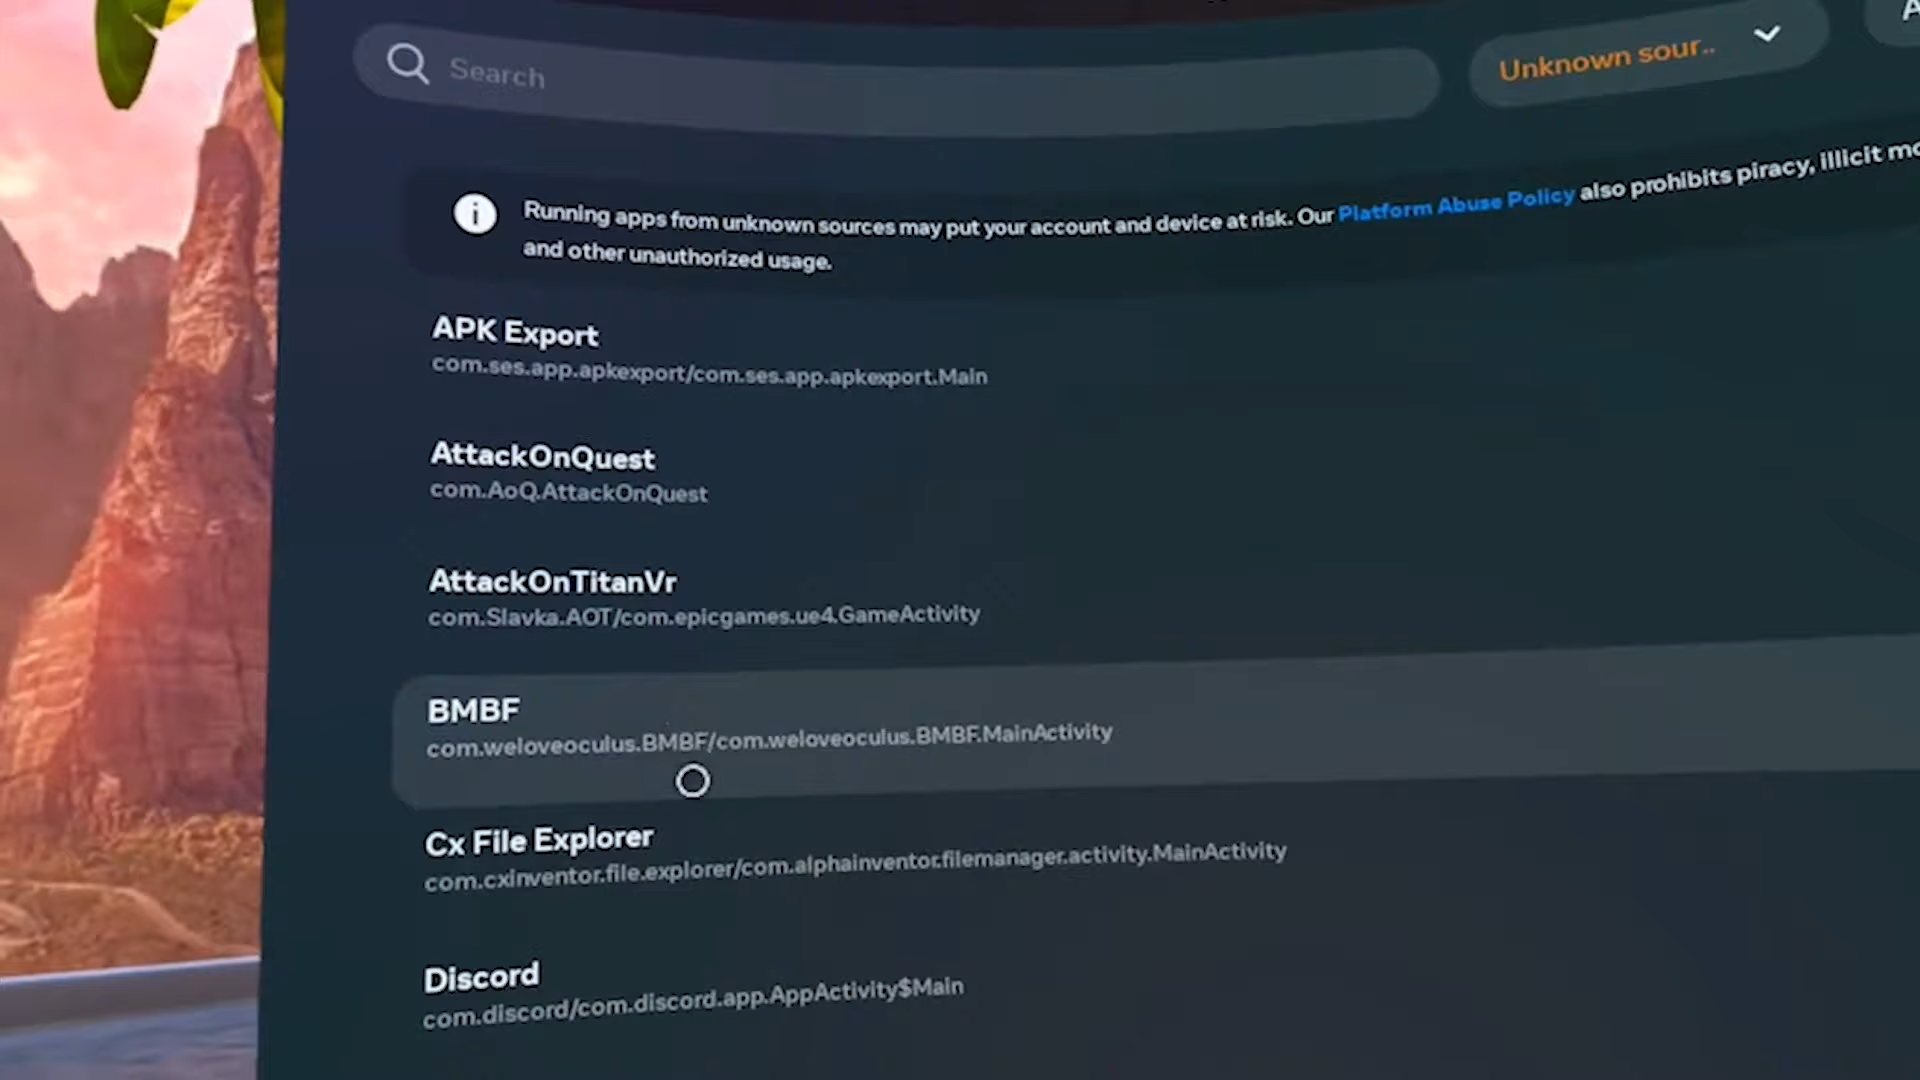 Search
Unknown sour..
Running apps from unknown sources may put your account and device at risk. Our Platform Abuse Policy also prohibits piracy, illicit
and other unauthorized usage.
APK Export
com.ses.app.apkexport/com.ses.app.apkexport.Main
AttackOnQuest
com.AoQ.AttackOnQuest
AttackOnTitanVr
com.Slavka.AOT/com.epicgames.ue4.GameActivity
BMBF
com.weloveoculus.BMBF/com.weloveoculus.BMBF.MainActivity
Cx File Explorer
com.cxinventor.file.explorer/com.alphainventor.filemanager.activity.MainActivity
Discord
com.discord/com.discord.app.AppActivity$Main